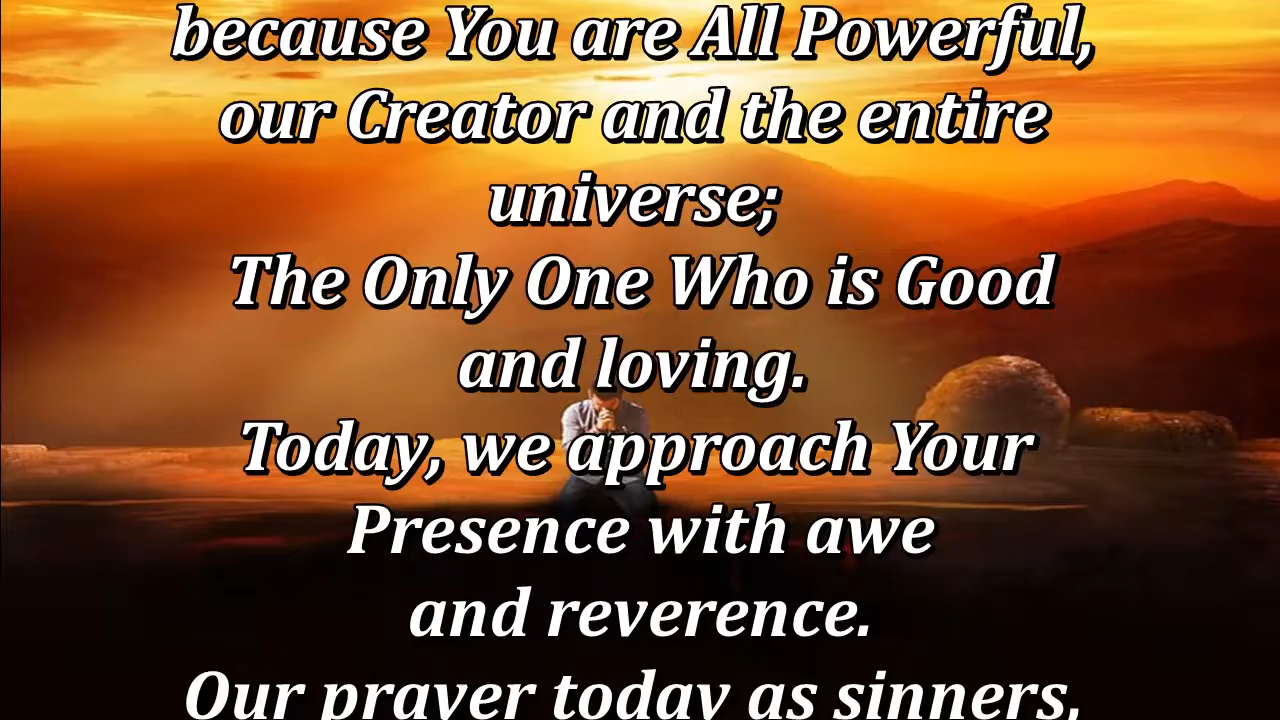 because You are All Powerful,
our Creator and the entire
universe;
The Only One Who is Good
and loving.
Today, we approach Your
Presence with awe
and reverence.
Our prayer today as sinners,